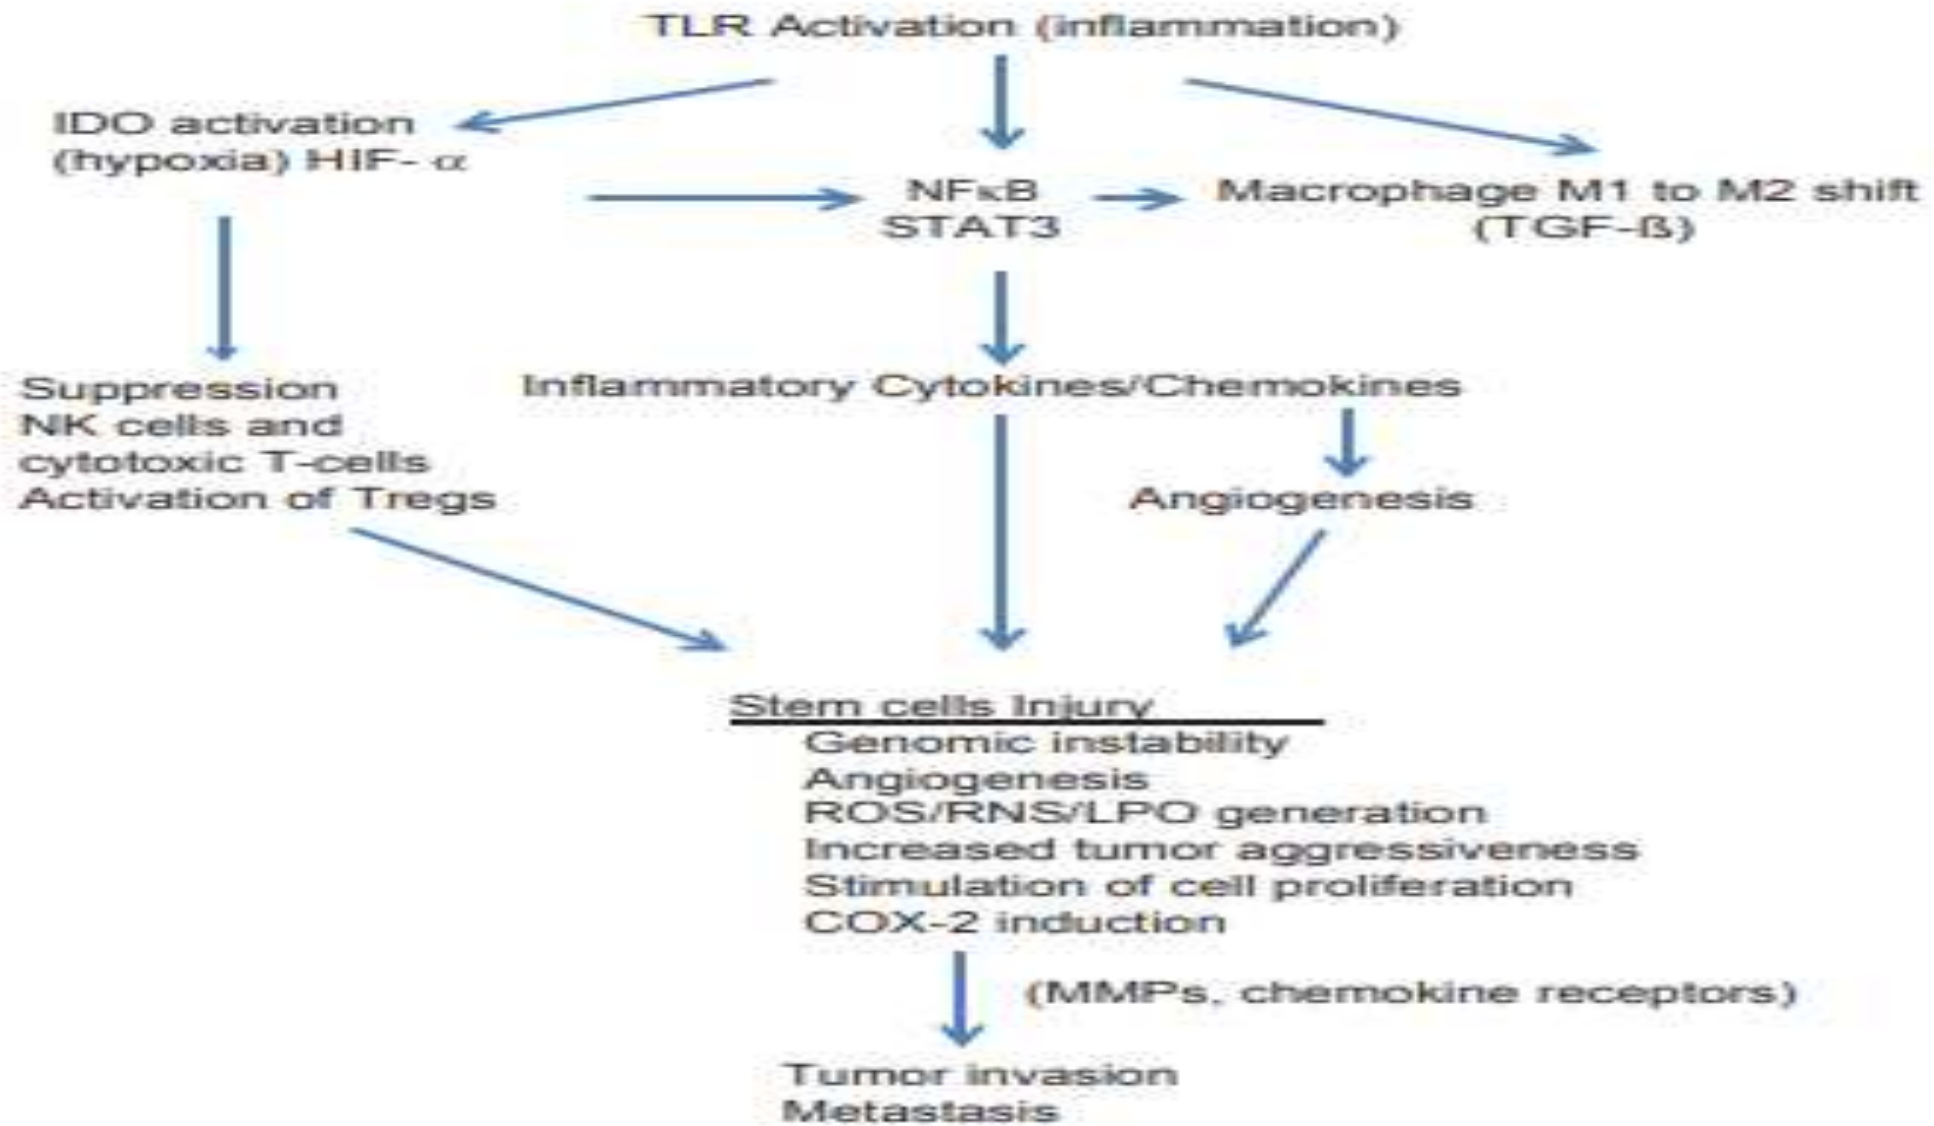 TLR Activation (inflammation)
IDO activation
(hypoxia) HIF- α
NFκB
STAT3
Macrophage M1 to M2 shift
(TGF-ß)
Suppression
NK cells and
cytotoxic T-cells
Activation of Tregs
Inflammatory Cytokines/Chemokines
Angiogenesis
Stem cells Injury
Genomic instability
Angiogenesis
ROS/RNS/LPO generation
Increased tumor aggressiveness
Stimulation of cell proliferation
COX-2 induction
(MMPs, chemokine receptors)
Tumor invasion
Metastasis